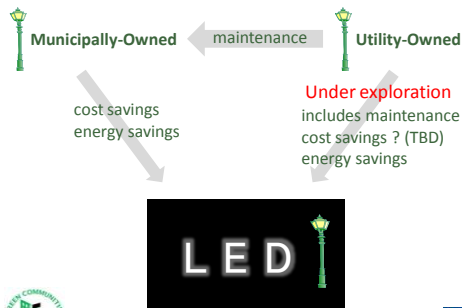 Municipally-Owned
maintenance
Utility-Owned
cost savings
energy savings
Under exploration
includes maintenance
cost savings ? (TBD)
energy savings
LED